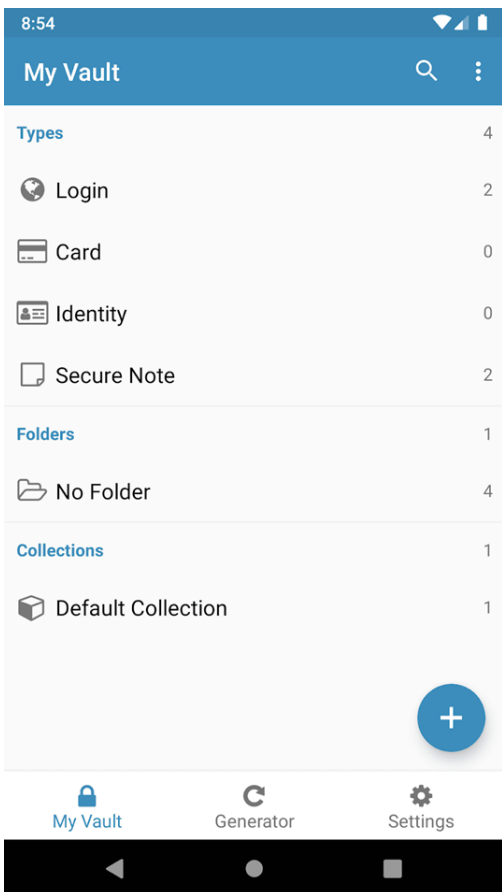 8:54
My Vault
Types 4
Login 2
Card 0
Identity 0
Secure Note 2
Folders 1
No Folder 4
Collections 1
Default Collection 1
My Vault Generator Settings